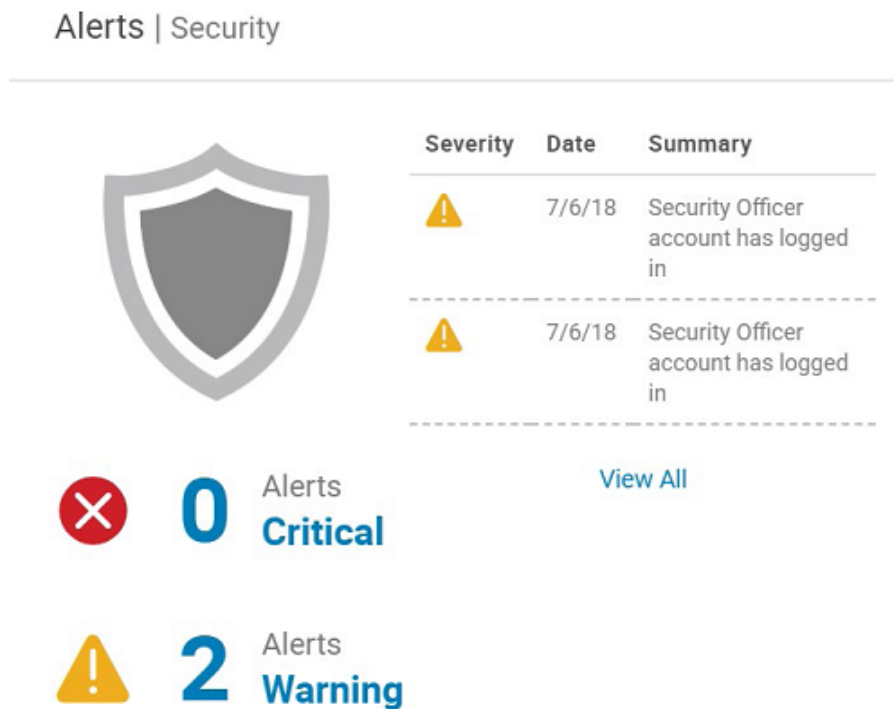 Alerts | Security
Severity Date Summary
7/6/18 Security Officer
account has logged
in
7/6/18 Security Officer
account has logged
in
View All
0 Alerts
Critical
2 Alerts
Warning